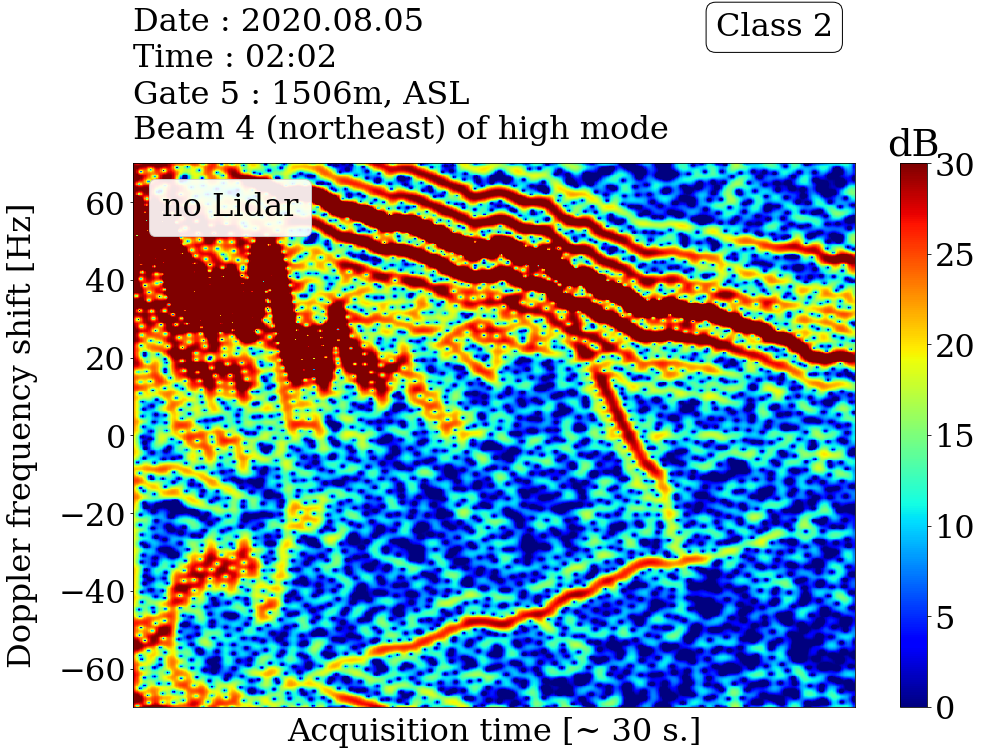 Date : 2020.08.05
Time : 02:02
Gate 5 : 1506m, ASL
Beam 4 (northeast) of high mode
Class 2
dB
no Lidar
Doppler frequency shift [Hz]
60
40
20
0
−20
−40
−60
Acquisition time [~ 30 s.]
30
25
20
15
10
5
0